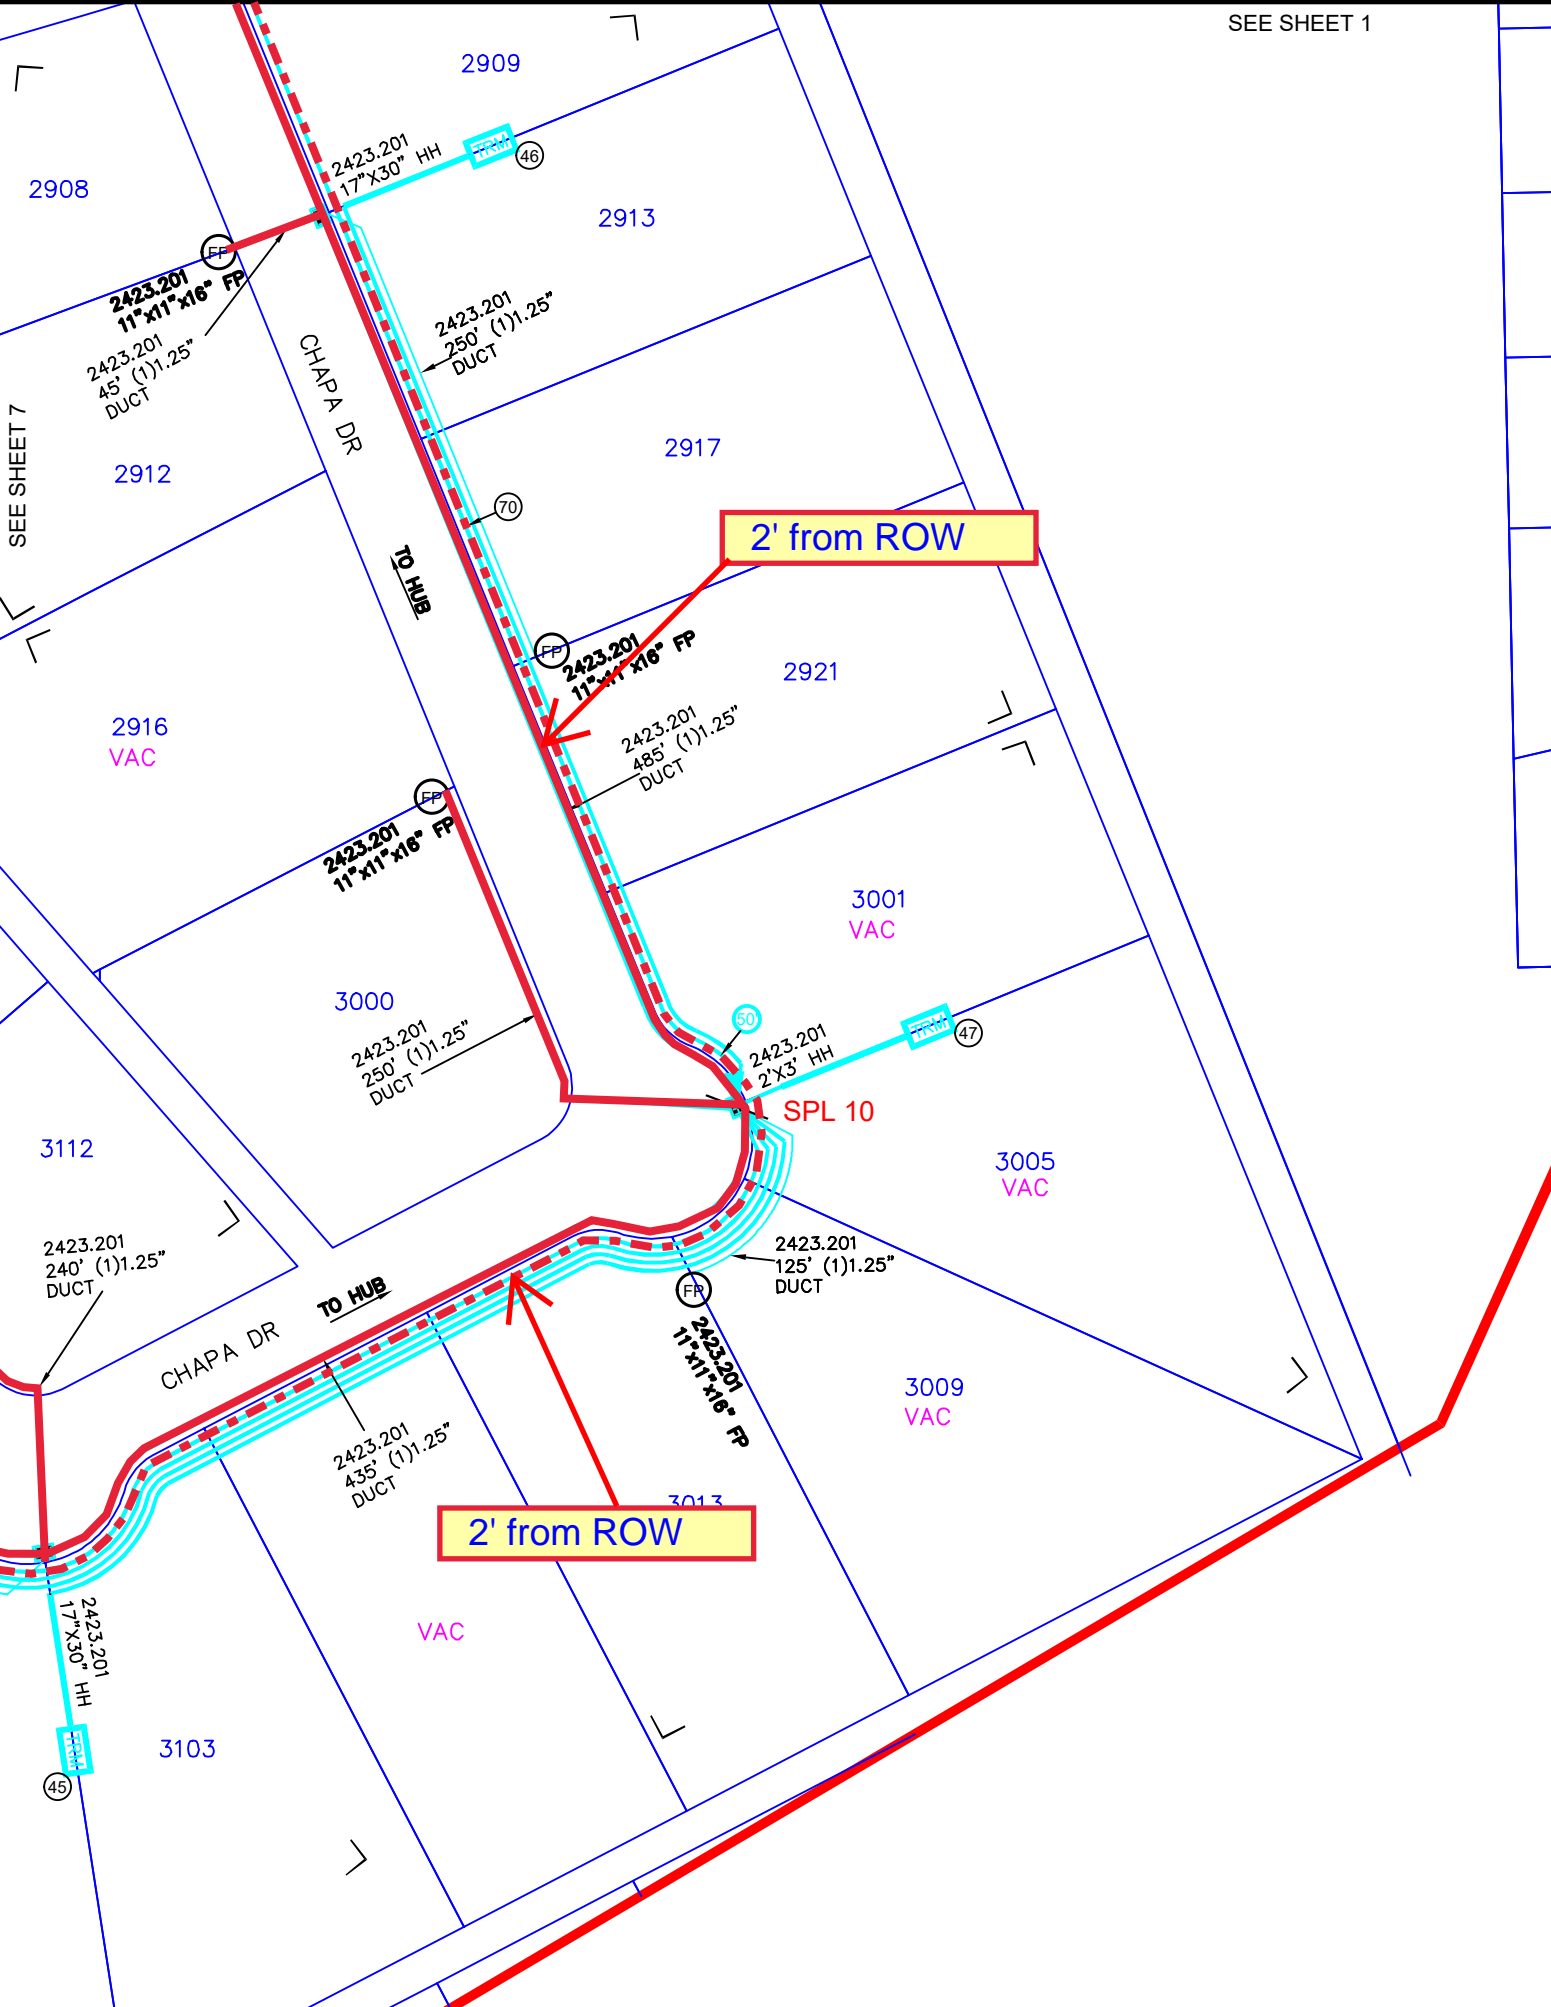 SEE SHEET 1
2909
2423.201
17"X30" HH
TRM
46
2908
2913
FP
2423.201
11"x11"x16" FP
2423.201
45' (1)1.25"
DUCT
2423.201
250' (1)1.25"
DUCT
CHAPA DR
SEE SHEET 7
2912
2917
70
2' from ROW
TO HUB
FP
2423.201
11"x11"x16" FP
2921
2916
VAC
2423.201
485' (1)1.25"
DUCT
FP
2423.201
11"x11"x16" FP
3001
VAC
3000
50
2423.201
2'X3' HH
TRM
47
2423.201
250' (1)1.25"
DUCT
SPL 10
3112
3005
VAC
2423.201
240' (1)1.25"
DUCT
2423.201
125' (1)1.25"
DUCT
TO HUB
FP
2423.201
11"x11"x16" FP
CHAPA DR
3009
VAC
2423.201
435' (1)1.25"
DUCT
3013
2' from ROW
2423.201
17"X30" HH
VAC
TRM
3103
45